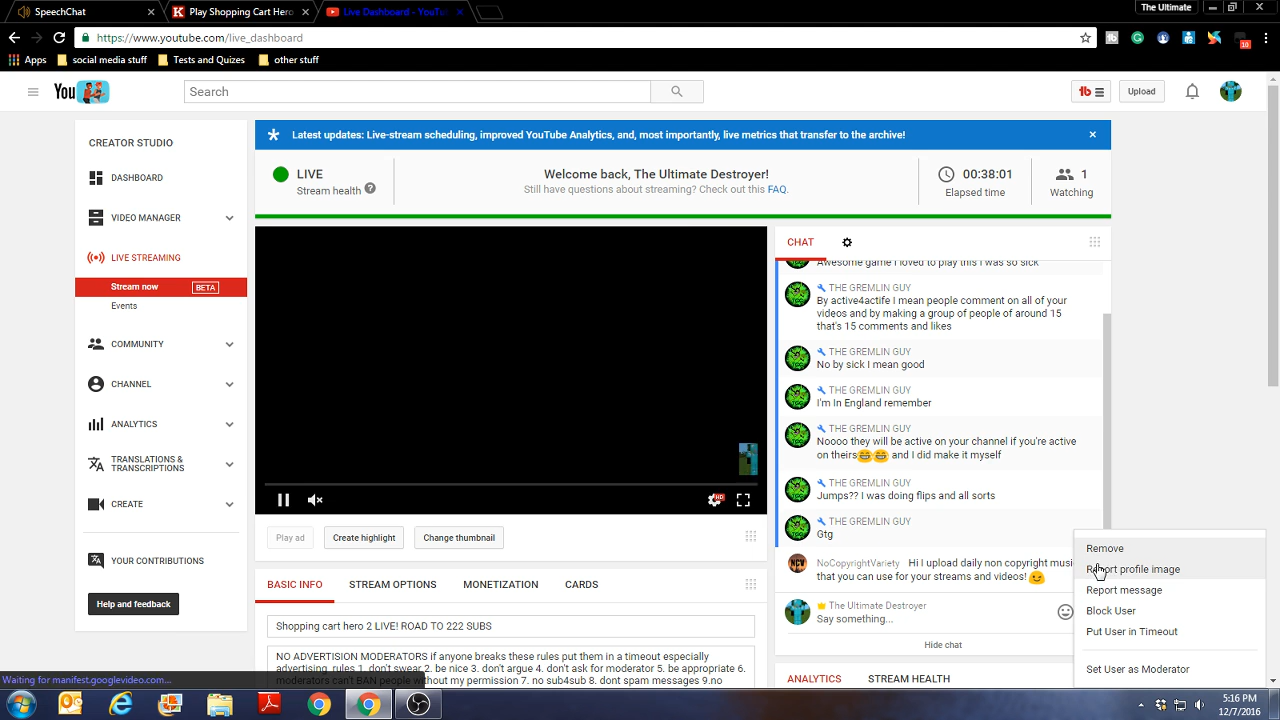 SpeechChat
Play Shopping Cart Hero
Live Dashboard - YouTu
The Ultimate
https://www.youtube.com/live_dashboard
10
Apps
social media stuff
Tests and Quizes
other stuff
You
Search
tb
Upload
CREATOR STUDIO
DASHBOARD
VIDEO MANAGER
LIVE STREAMING
Stream now
BETA
Events
COMMUNITY
CHANNEL
ANALYTICS
TRANSLATIONS &
TRANSCRIPTIONS
CREATE
YOUR CONTRIBUTIONS
Help and feedback
Latest updates: Live-stream scheduling, improved YouTube Analytics, and, most importantly, live metrics that transfer to the archive!
LIVE
Stream health
Welcome back, The Ultimate Destroyer!
Still have questions about streaming? Check out this FAQ.
00:38:01
Elapsed time
1
Watching
HD
Play ad
Create highlight
Change thumbnail
BASIC INFO
STREAM OPTIONS
MONETIZATION
CARDS
Shopping cart hero 2 LIVE! ROAD TO 222 SUBS
NO ADVERTISION MODERATORS if anyone breaks these rules put them in a timeout especially
advertising. rules 1. don't swear 2. be nice 3. don't argue 4. don't ask for moderator 5. be appropriate 6.
moderators can't BAN people without my permission 7. no sub4sub 8. dont spam messages 9.no
CHAT
Awesome game I loved to play this I was so sick
THE GREMLIN GUY
By active4actife I mean people comment on all of your
videos and by making a group of people of around 15
that's 15 comments and likes
THE GREMLIN GUY
No by sick I mean good
THE GREMLIN GUY
I'm In England remember
THE GREMLIN GUY
Noooo they will be active on your channel if you're active
on theirs😂😂 and I did make it myself
THE GREMLIN GUY
Jumps?? I was doing flips and all sorts
THE GREMLIN GUY
Gtg
NoCopyrightVariety Hi I upload daily non copyright musi
that you can use for your streams and videos!😉
The Ultimate Destroyer
Say something...
Hide chat
ANALYTICS
STREAM HEALTH
Remove
Report profile image
Report message
Block User
Put User in Timeout
Set User as Moderator
Waiting for manifest.googlevideo.com...
5:16 PM
12/7/2016